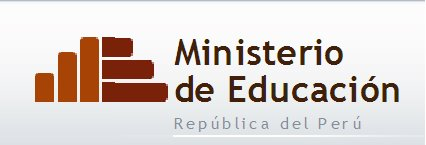 Ministerio
de Educación
República del Perú